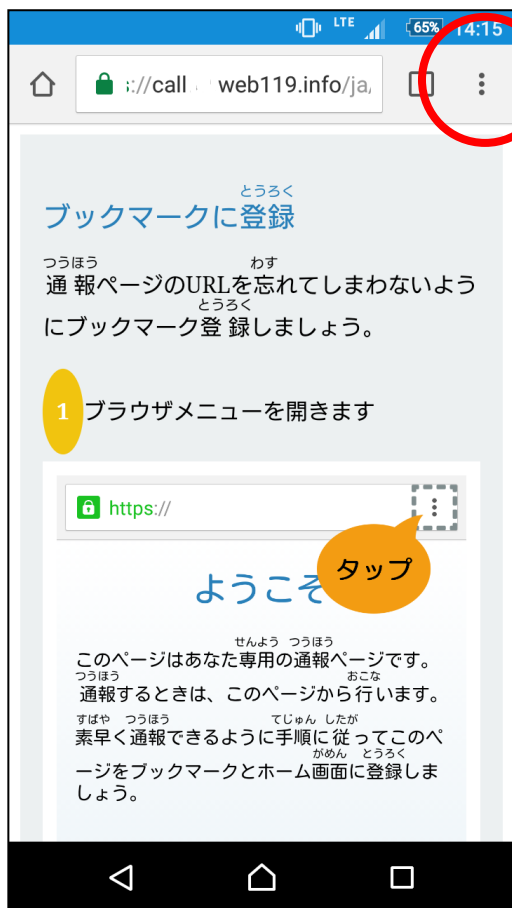 LTE 65% 14:15
://call web119.info/ja/
とうろく
ブックマークに登録
つうほう わす
通報ページのURLを忘れてしまわないよう
とうろく
にブックマーク登録しましょう。
1 ブラウザメニューを開きます
https://
タップ
ようこそ
せんよう つうほう
このページはあなた専用の通報ページです。
つうほう おこな
通報するときは、このページから行います。
すばや つうほう てじゅん したが
素早く通報できるように手順に従ってこのペ
がめん とうろく
ージをブックマークとホーム画面に登録しま
しょう。